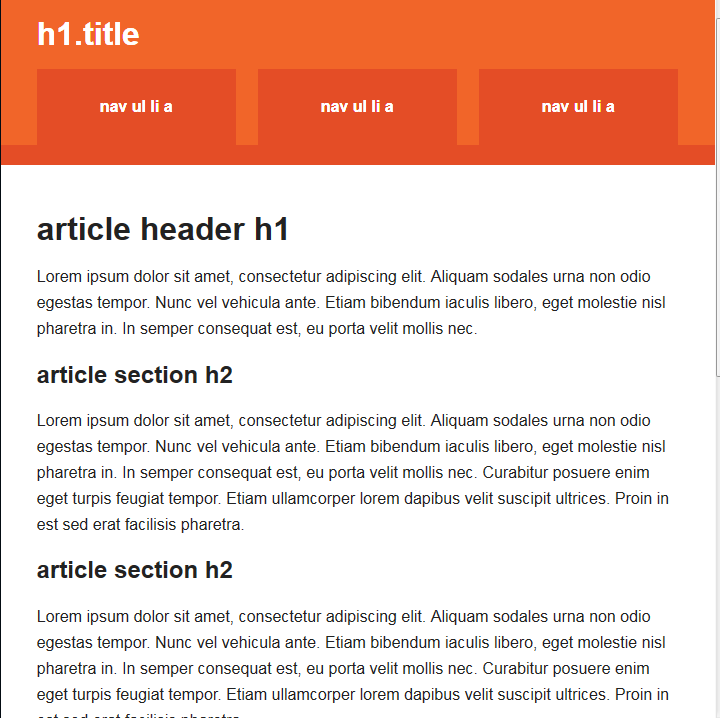 h1.title
nav ul li a nav ul li a nav ul li a
article header h1
Lorem ipsum dolor sit amet, consectetur adipiscing elit. Aliquam sodales urna non odio
egestas tempor. Nunc vel vehicula ante. Etiam bibendum iaculis libero, eget molestie nisl
pharetra in. In semper consequat est, eu porta velit mollis nec.
article section h2
Lorem ipsum dolor sit amet, consectetur adipiscing elit. Aliquam sodales urna non odio
egestas tempor. Nunc vel vehicula ante. Etiam bibendum iaculis libero, eget molestie nisl
pharetra in. In semper consequat est, eu porta velit mollis nec. Curabitur posuere enim
eget turpis feugiat tempor. Etiam ullamcorper lorem dapibus velit suscipit ultrices. Proin in
est sed erat facilisis pharetra.
article section h2
Lorem ipsum dolor sit amet, consectetur adipiscing elit. Aliquam sodales urna non odio
egestas tempor. Nunc vel vehicula ante. Etiam bibendum iaculis libero, eget molestie nisl
pharetra in. In semper consequat est, eu porta velit mollis nec. Curabitur posuere enim
eget turpis feugiat tempor. Etiam ullamcorper lorem dapibus velit suscipit ultrices. Proin in